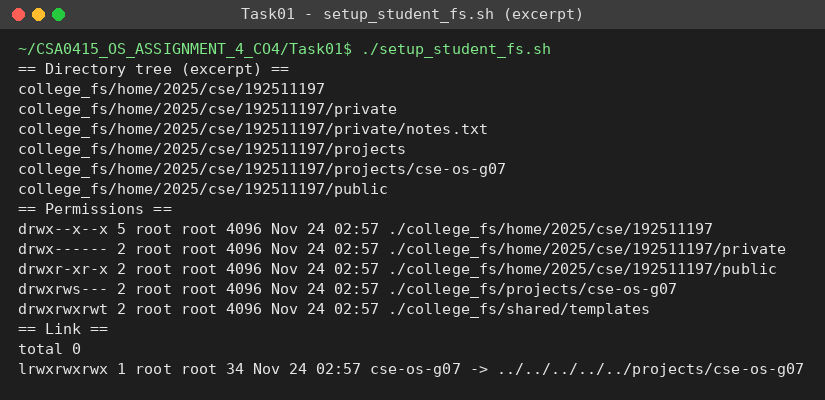 Task01 - setup_student_fs.sh (excerpt)
~/CSA0415_OS_ASSIGNMENT_4_CO4/Task01$ ./setup_student_fs.sh
== Directory tree (excerpt) ==
college_fs/home/2025/cse/192511197
college_fs/home/2025/cse/192511197/private
college_fs/home/2025/cse/192511197/private/notes.txt
college_fs/home/2025/cse/192511197/projects
college_fs/home/2025/cse/192511197/projects/cse-os-g07
college_fs/home/2025/cse/192511197/public
== Permissions ==
drwx--x--x 5 root root 4096 Nov 24 02:57 ./college_fs/home/2025/cse/192511197
drwx------ 2 root root 4096 Nov 24 02:57 ./college_fs/home/2025/cse/192511197/private
drwxr-xr-x 2 root root 4096 Nov 24 02:57 ./college_fs/home/2025/cse/192511197/public
drwxrws--- 2 root root 4096 Nov 24 02:57 ./college_fs/projects/cse-os-g07
drwxrwxrwt 2 root root 4096 Nov 24 02:57 ./college_fs/shared/templates
== Link ==
total 0
lrwxrwxrwx 1 root root 34 Nov 24 02:57 cse-os-g07 -> ../../../../../projects/cse-os-g07